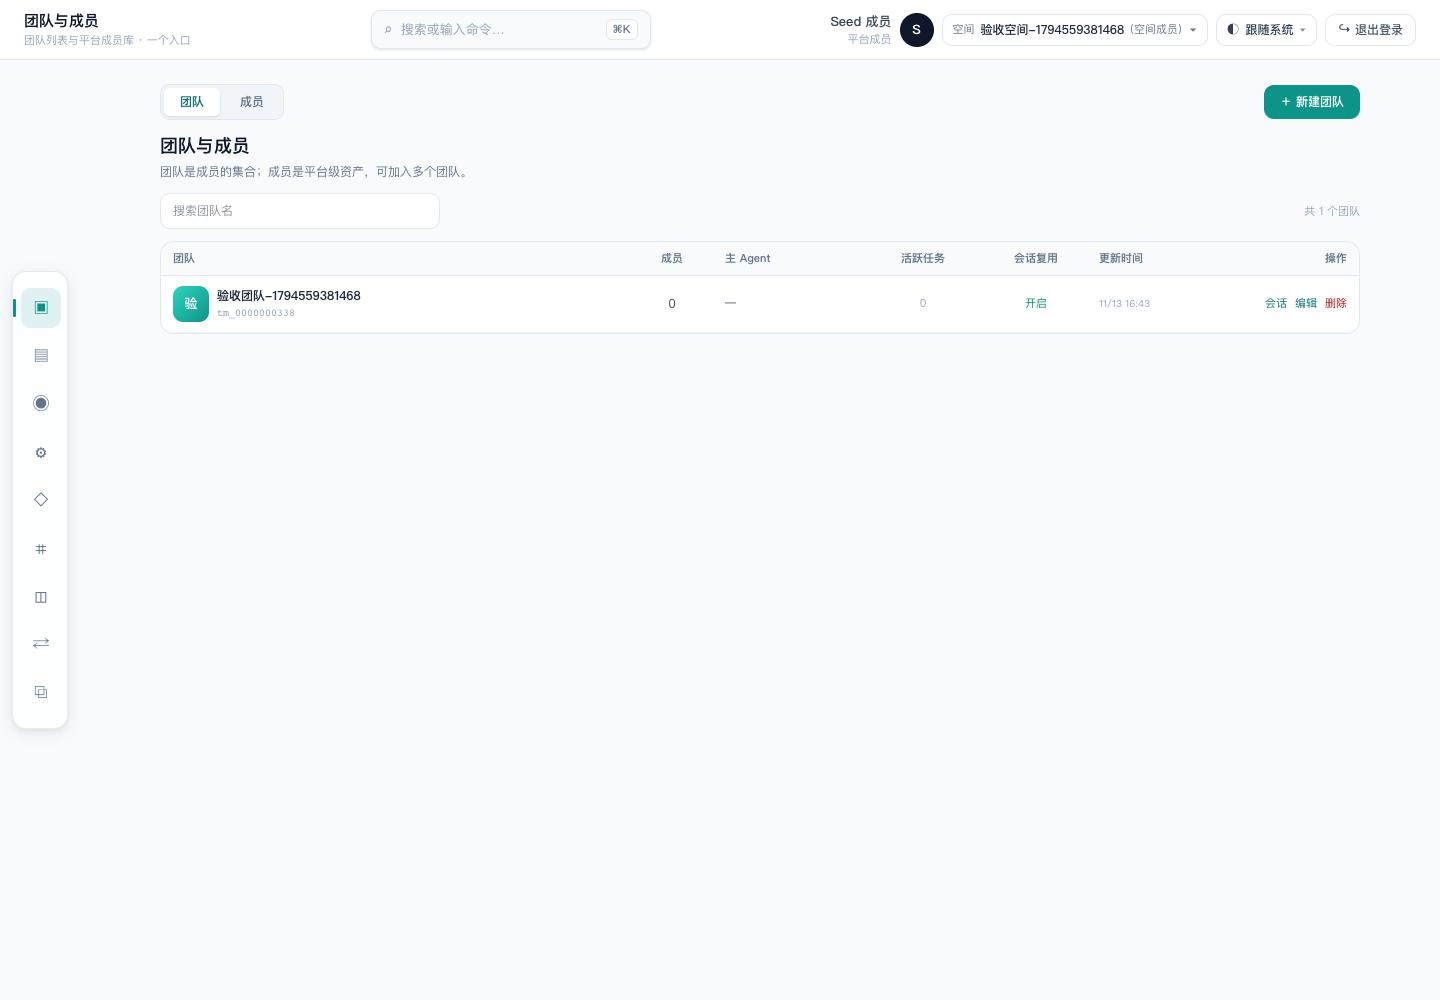 团队与成员
团队列表与平台成员库 · 一个入口
搜索或输入命令…
⌘K
Seed 成员
平台成员
S
空间 验收空间-1794559381468 (空间成员)
跟随系统
退出登录
团队 成员
+ 新建团队
团队与成员
团队是成员的集合；成员是平台级资产，可加入多个团队。
搜索团队名
共 1 个团队
团队 成员 主 Agent 活跃任务 会话复用 更新时间 操作
验 验收团队-1794559381468 0 — 0 开启 11/13 16:43 会话 编辑 删除
tm_0000000338